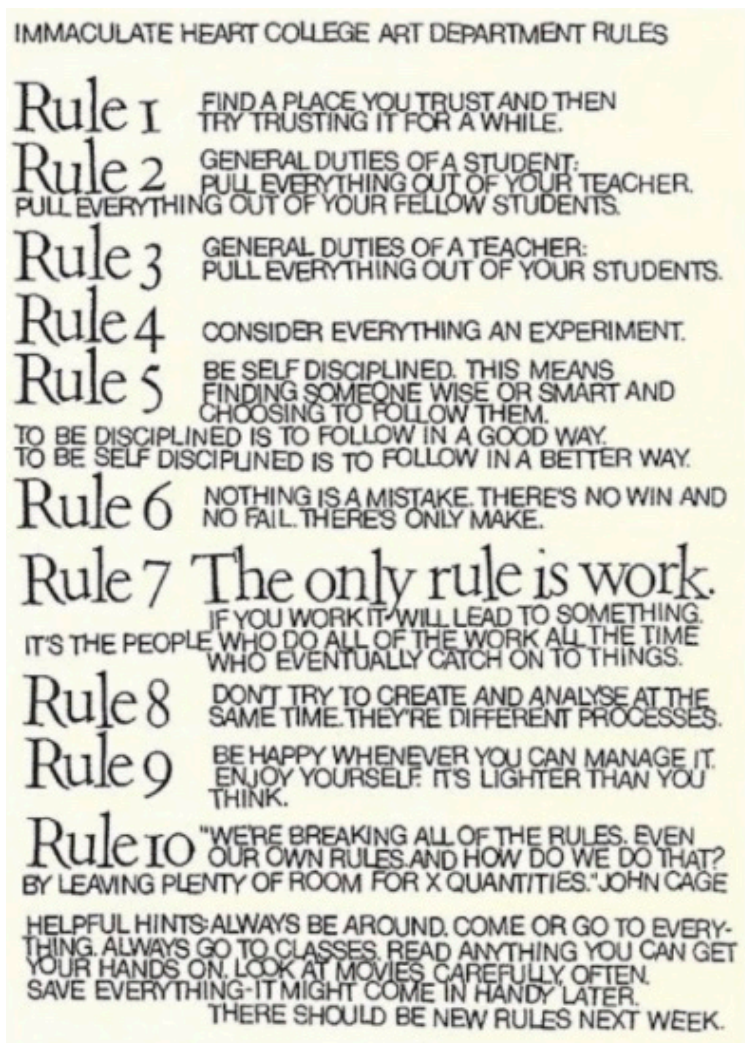 IMMACULATE HEART COLLEGE ART DEPARTMENT RULES
Rule 1 FIND A PLACE YOU TRUST AND THEN
TRY TRUSTING IT FOR A WHILE.
Rule 2 GENERAL DUTIES OF A STUDENT:
PULL EVERYTHING OUT OF YOUR TEACHER.
PULL EVERYTHING OUT OF YOUR FELLOW STUDENTS.
Rule 3 GENERAL DUTIES OF A TEACHER:
PULL EVERYTHING OUT OF YOUR STUDENTS.
Rule 4 CONSIDER EVERYTHING AN EXPERIMENT.
Rule 5 BE SELF DISCIPLINED. THIS MEANS
FINDING SOMEONE WISE OR SMART AND
CHOOSING TO FOLLOW THEM.
TO BE DISCIPLINED IS TO FOLLOW IN A GOOD WAY.
TO BE SELF DISCIPLINED IS TO FOLLOW IN A BETTER WAY.
Rule 6 NOTHING IS A MISTAKE. THERE'S NO WIN AND
NO FAIL. THERE'S ONLY MAKE.
Rule 7 The only rule is work.
IF YOU WORK IT WILL LEAD TO SOMETHING.
IT'S THE PEOPLE WHO DO ALL OF THE WORK ALL THE TIME
WHO EVENTUALLY CATCH ON TO THINGS.
Rule 8 DON'T TRY TO CREATE AND ANALYSE AT THE
SAME TIME. THEY'RE DIFFERENT PROCESSES.
Rule 9 BE HAPPY WHENEVER YOU CAN MANAGE IT.
ENJOY YOURSELF. IT'S LIGHTER THAN YOU
THINK.
Rule 10 "WE'RE BREAKING ALL OF THE RULES. EVEN
OUR OWN RULES. AND HOW DO WE DO THAT?
BY LEAVING PLENTY OF ROOM FOR X QUANTITIES." JOHN CAGE
HELPFUL HINTS: ALWAYS BE AROUND. COME OR GO TO EVERY-
THING. ALWAYS GO TO CLASSES. READ ANYTHING YOU CAN GET
YOUR HANDS ON. LOOK AT MOVIES CAREFULLY, OFTEN.
SAVE EVERYTHING-IT MIGHT COME IN HANDY LATER.
THERE SHOULD BE NEW RULES NEXT WEEK.